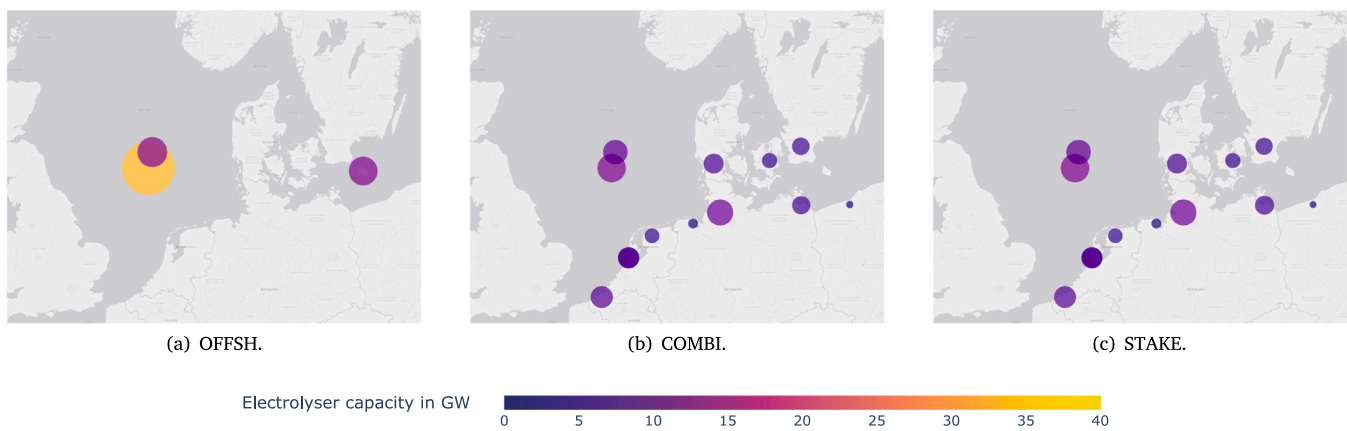 (a) OFFSH.
(b) COMBI.
(c) STAKE.
Electrolyser capacity in GW
0 5 10 15 20 25 30 35 40